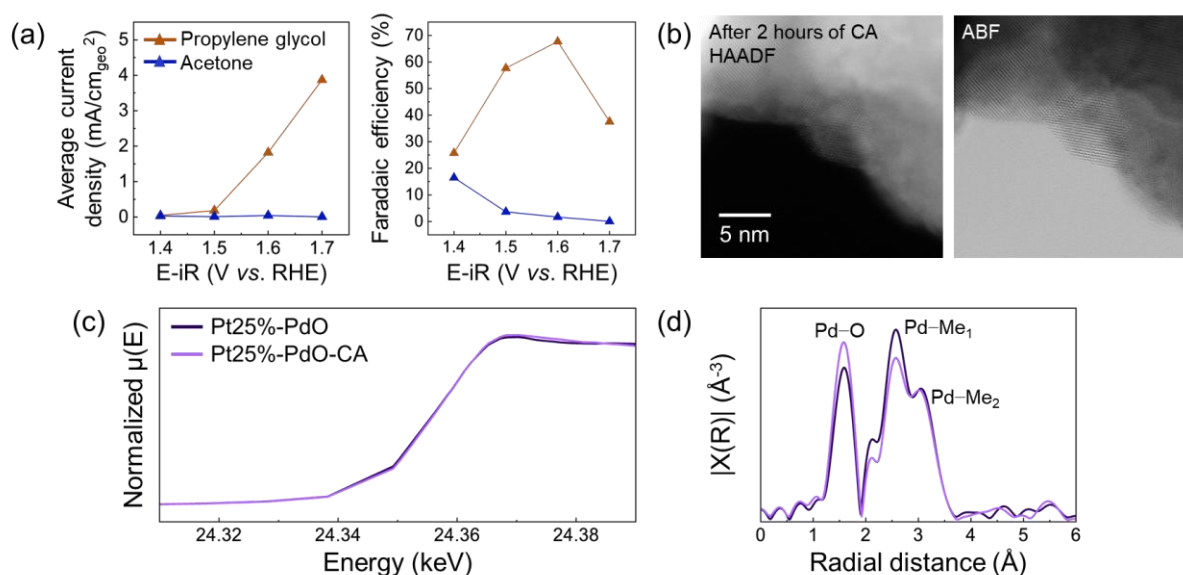 (a)
Average current
density (mA/cm_geo²)
5
4
3
2
1
0
Propylene glycol
Acetone
1.4 1.5 1.6 1.7
E-iR (V vs. RHE)
Faradaic efficiency (%)
70
60
50
40
30
20
10
0
1.4 1.5 1.6 1.7
E-iR (V vs. RHE)
(b)
After 2 hours of CA
HAADF
5 nm
ABF
(c)
Normalized μ(E)
Pt25%-PdO
Pt25%-PdO-CA
24.32 24.34 24.36 24.38
Energy (keV)
(d)
|X(R)| (Å⁻³)
Pd–O
Pd–Me₁
Pd–Me₂
0 1 2 3 4 5 6
Radial distance (Å)